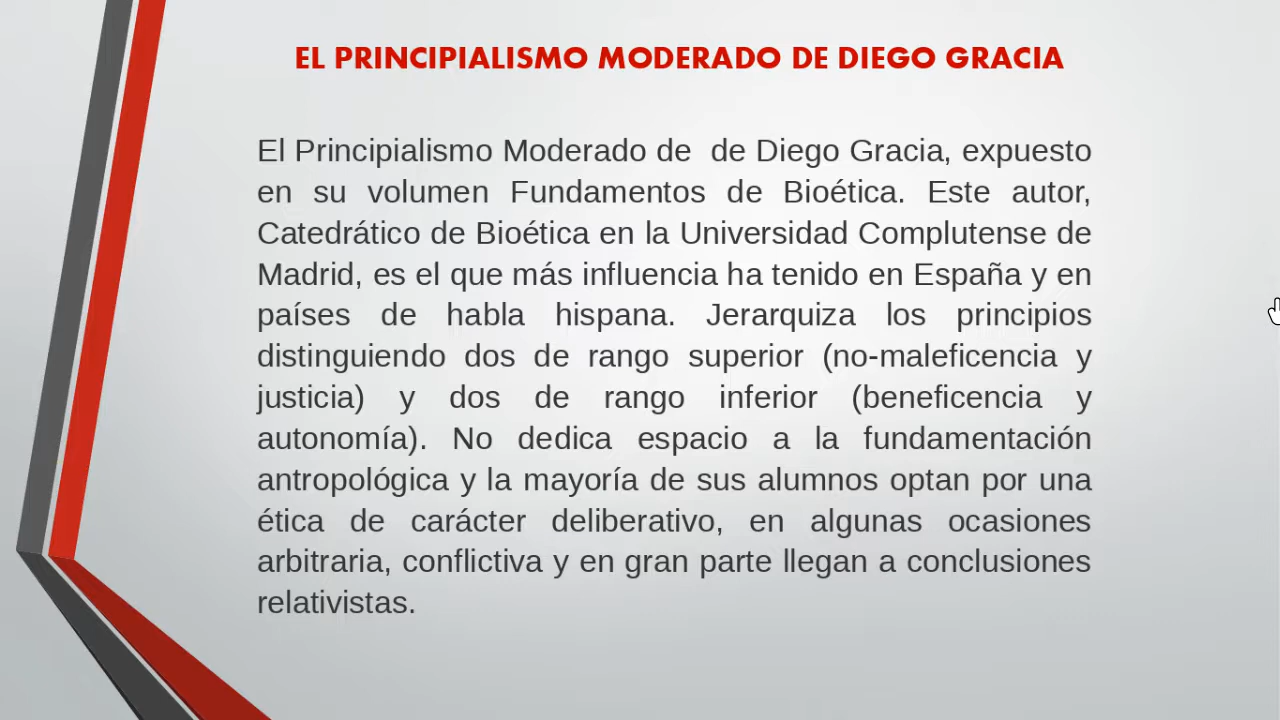 EL PRINCIPIALISMO MODERADO DE DIEGO GRACIA
El Principialismo Moderado de  de Diego Gracia, expuesto
en su volumen Fundamentos de Bioética. Este autor,
Catedrático de Bioética en la Universidad Complutense de
Madrid, es el que más influencia ha tenido en España y en
países de habla hispana. Jerarquiza los principios
distinguiendo dos de rango superior (no-maleficencia y
justicia) y dos de rango inferior (beneficencia y
autonomía). No dedica espacio a la fundamentación
antropológica y la mayoría de sus alumnos optan por una
ética de carácter deliberativo, en algunas ocasiones
arbitraria, conflictiva y en gran parte llegan a conclusiones
relativistas.